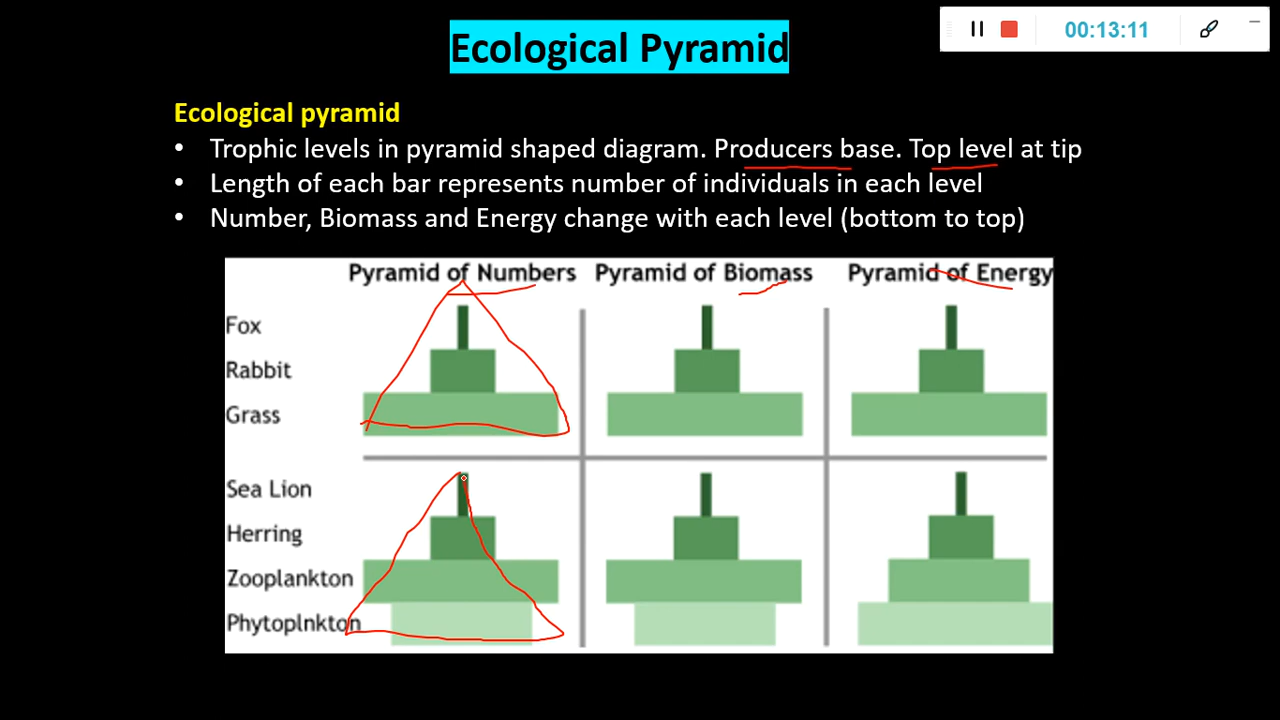 Ecological Pyramid
00:13:11
Ecological pyramid
• Trophic levels in pyramid shaped diagram. Producers base. Top level at tip
• Length of each bar represents number of individuals in each level
• Number, Biomass and Energy change with each level (bottom to top)
Pyramid of Numbers Pyramid of Biomass Pyramid of Energy
Fox
Rabbit
Grass
Sea Lion
Herring
Zooplankton
Phytoplnkton